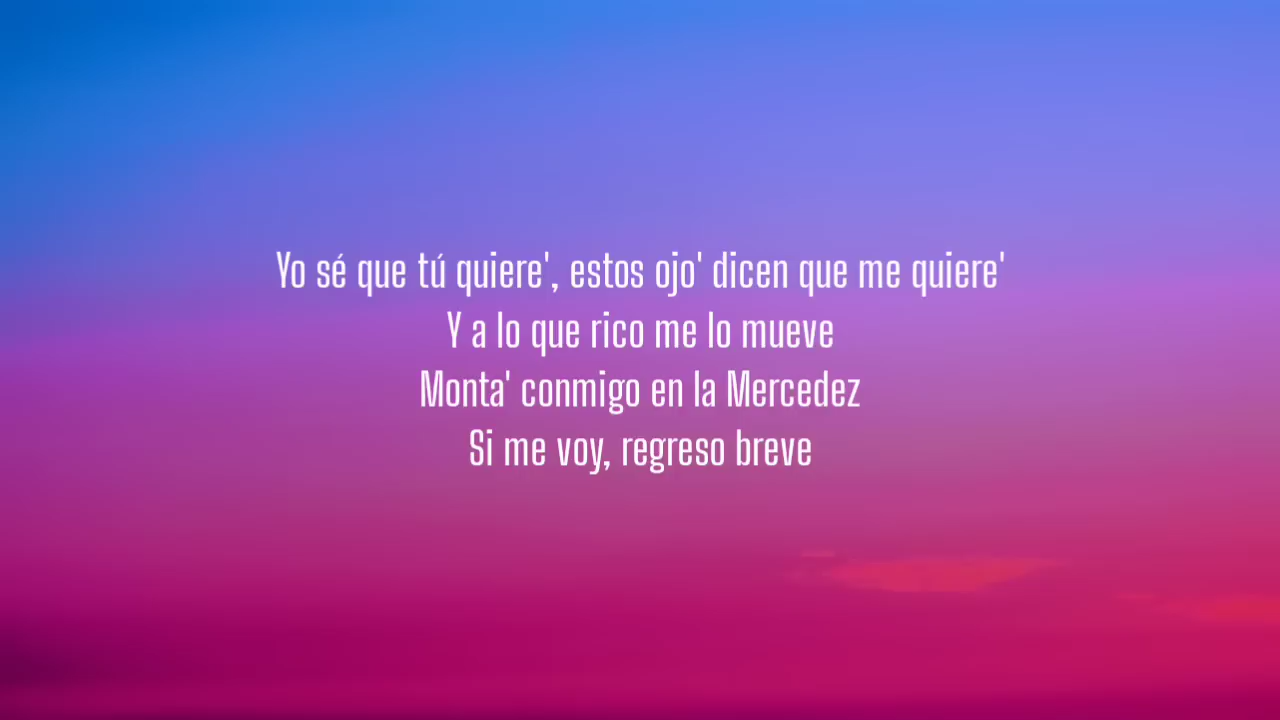 Yo sé que tú quiere', estos ojo' dicen que me quiere'
Y a lo que rico me lo mueve
Monta' conmigo en la Mercedez
Si me voy, regreso breve